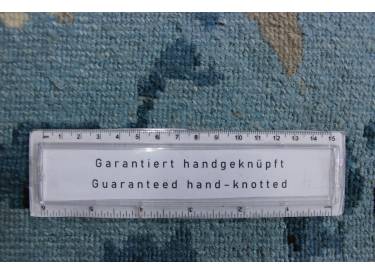 1 2 3 4 5 6 7 8 9 10 11 12 13 14 15
Garantiert handgeknüpft
Guaranteed hand-knotted